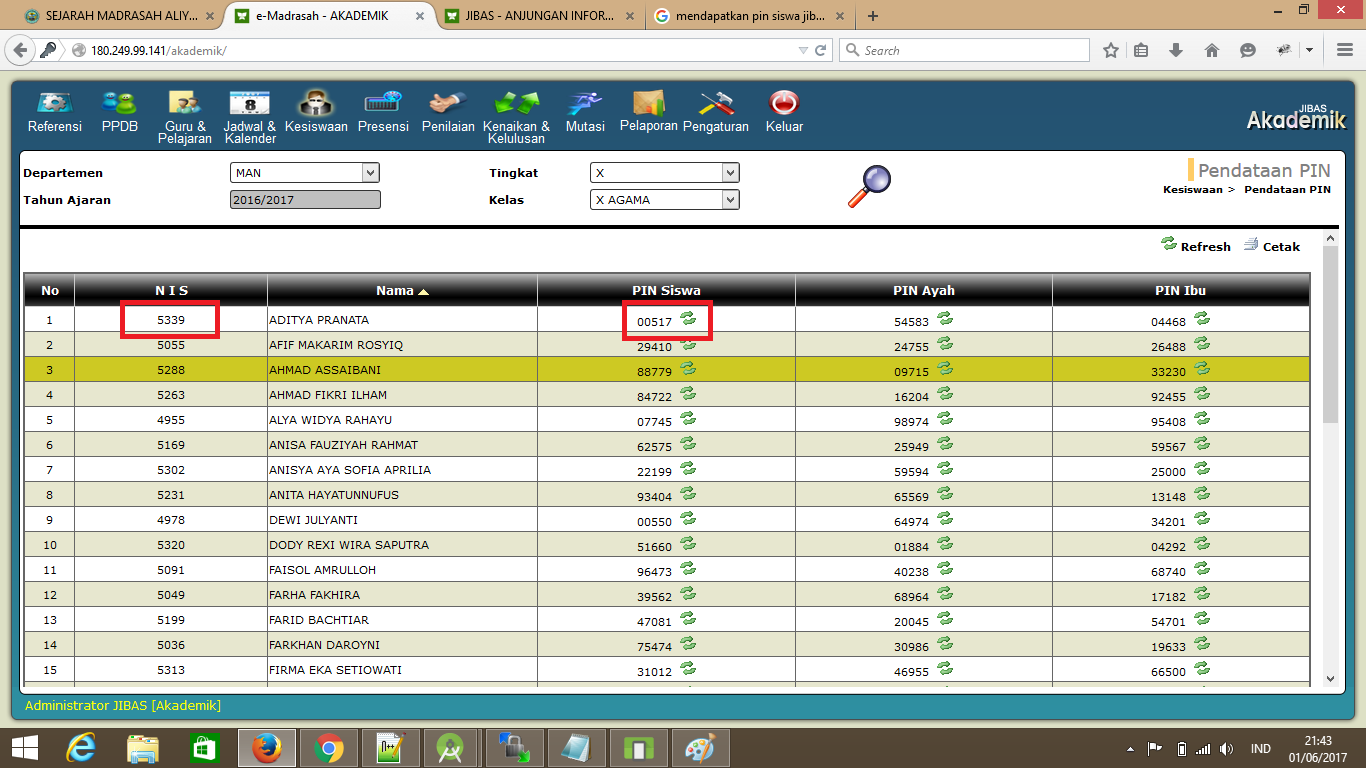 SEJARAH MADRASAH ALIY... × e-Madrasah - AKADEMIK × JIBAS - ANJUNGAN INFOR... × mendapatkan pin siswa jib... ×
180.249.99.141/akademik/ Search
Referensi PPDB Guru & Pelajaran Jadwal & Kalender Kesiswaan Presensi Penilaian Kenaikan & Kelulusan Mutasi Pelaporan Pengaturan Keluar
JIBAS
Akademik
Departemen MAN Tingkat X Pendataan PIN
Kesiswaan > Pendataan PIN
Tahun Ajaran 2016/2017 Kelas X AGAMA
Refresh Cetak
No N I S Nama PIN Siswa PIN Ayah PIN Ibu
1 5339 ADITYA PRANATA 00517 54583 04468
2 5055 AFIF MAKARIM ROSYIQ 29410 24755 26488
3 5288 AHMAD ASSAIBANI 88779 09715 33230
4 5263 AHMAD FIKRI ILHAM 84722 16204 92455
5 4955 ALYA WIDYA RAHAYU 07745 98974 95408
6 5169 ANISA FAUZIYAH RAHMAT 62575 25949 59567
7 5302 ANISYA AYA SOFIA APRILIA 22199 59594 25000
8 5231 ANITA HAYATUNNUFUS 93404 65569 13148
9 4978 DEWI JULYANTI 00550 64974 34201
10 5320 DODY REXI WIRA SAPUTRA 51660 01884 04292
11 5091 FAISOL AMRULLOH 96473 40238 68740
12 5049 FARHA FAKHIRA 39562 68964 17182
13 5199 FARID BACHTIAR 47081 20045 54701
14 5036 FARKHAN DAROYNI 75474 30986 19633
15 5313 FIRMA EKA SETIOWATI 31012 46955 66500
Administrator JIBAS [Akademik]
IND 21:43
01/06/2017